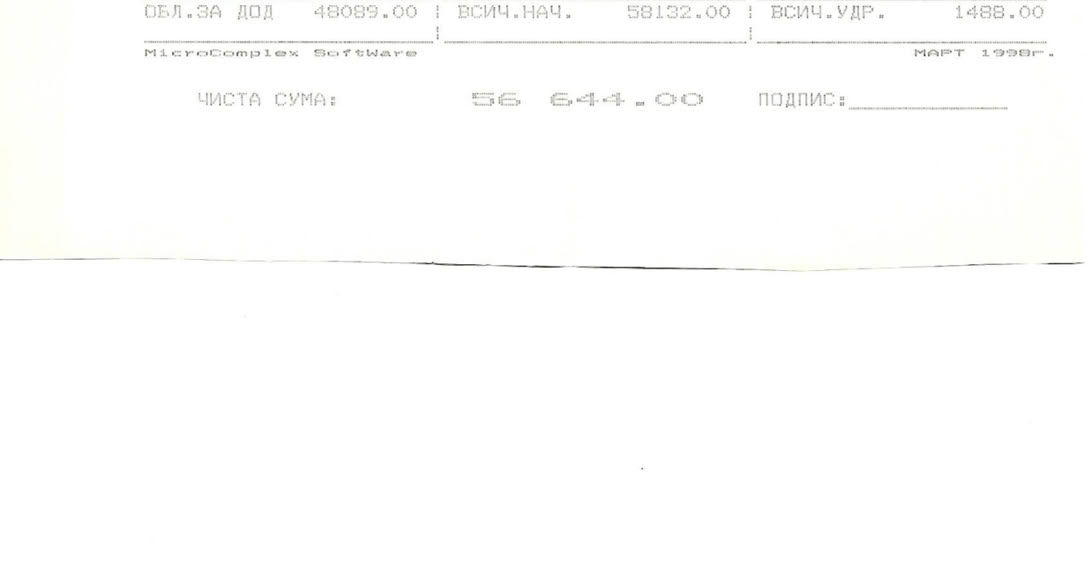 ОБЛ.ЗА ДОД 48089.00 ¦ ВСИЧ.НАЧ. 58132.00 ¦ ВСИЧ.УДР. 1488.00
MicroComplex SoftWare МАРТ 1998г.
ЧИСТА СУМА: 56 644.00 ПОДПИС:______________